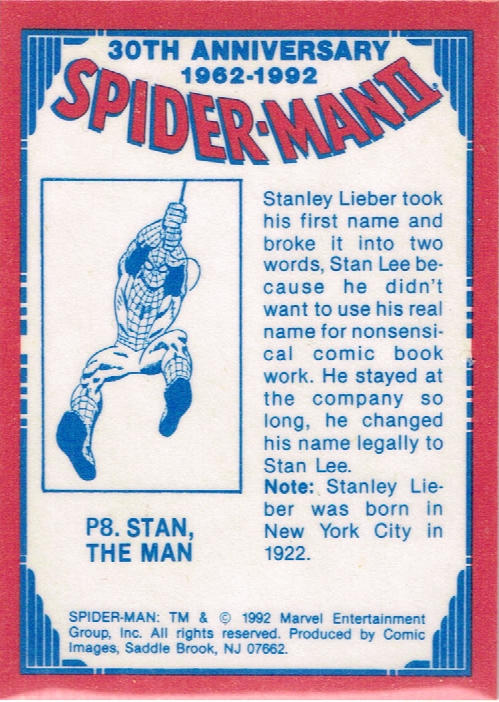 30TH ANNIVERSARY
1962-1992
SPIDER-MAN II
Stanley Lieber took
his first name and
broke it into two
words, Stan Lee be-
cause he didn't
want to use his real
name for nonsensi-
cal comic book
work. He stayed at
the company so
long, he changed
his name legally to
Stan Lee.
Note: Stanley Lie-
ber was born in
New York City in
1922.
P8. STAN,
THE MAN
SPIDER-MAN: TM & © 1992 Marvel Entertainment
Group, Inc. All rights reserved. Produced by Comic
Images, Saddle Brook, NJ 07662.